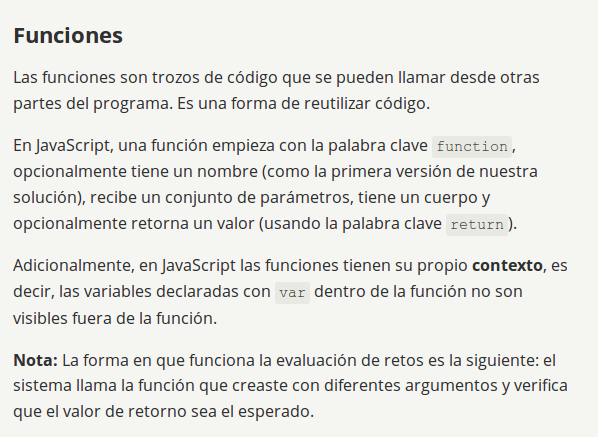 Funciones
Las funciones son trozos de código que se pueden llamar desde otras
partes del programa. Es una forma de reutilizar código.
En JavaScript, una función empieza con la palabra clave function,
opcionalmente tiene un nombre (como la primera versión de nuestra
solución), recibe un conjunto de parámetros, tiene un cuerpo y
opcionalmente retorna un valor (usando la palabra clave return).
Adicionalmente, en JavaScript las funciones tienen su propio contexto, es
decir, las variables declaradas con var dentro de la función no son
visibles fuera de la función.
Nota: La forma en que funciona la evaluación de retos es la siguiente: el
sistema llama la función que creaste con diferentes argumentos y verifica
que el valor de retorno sea el esperado.